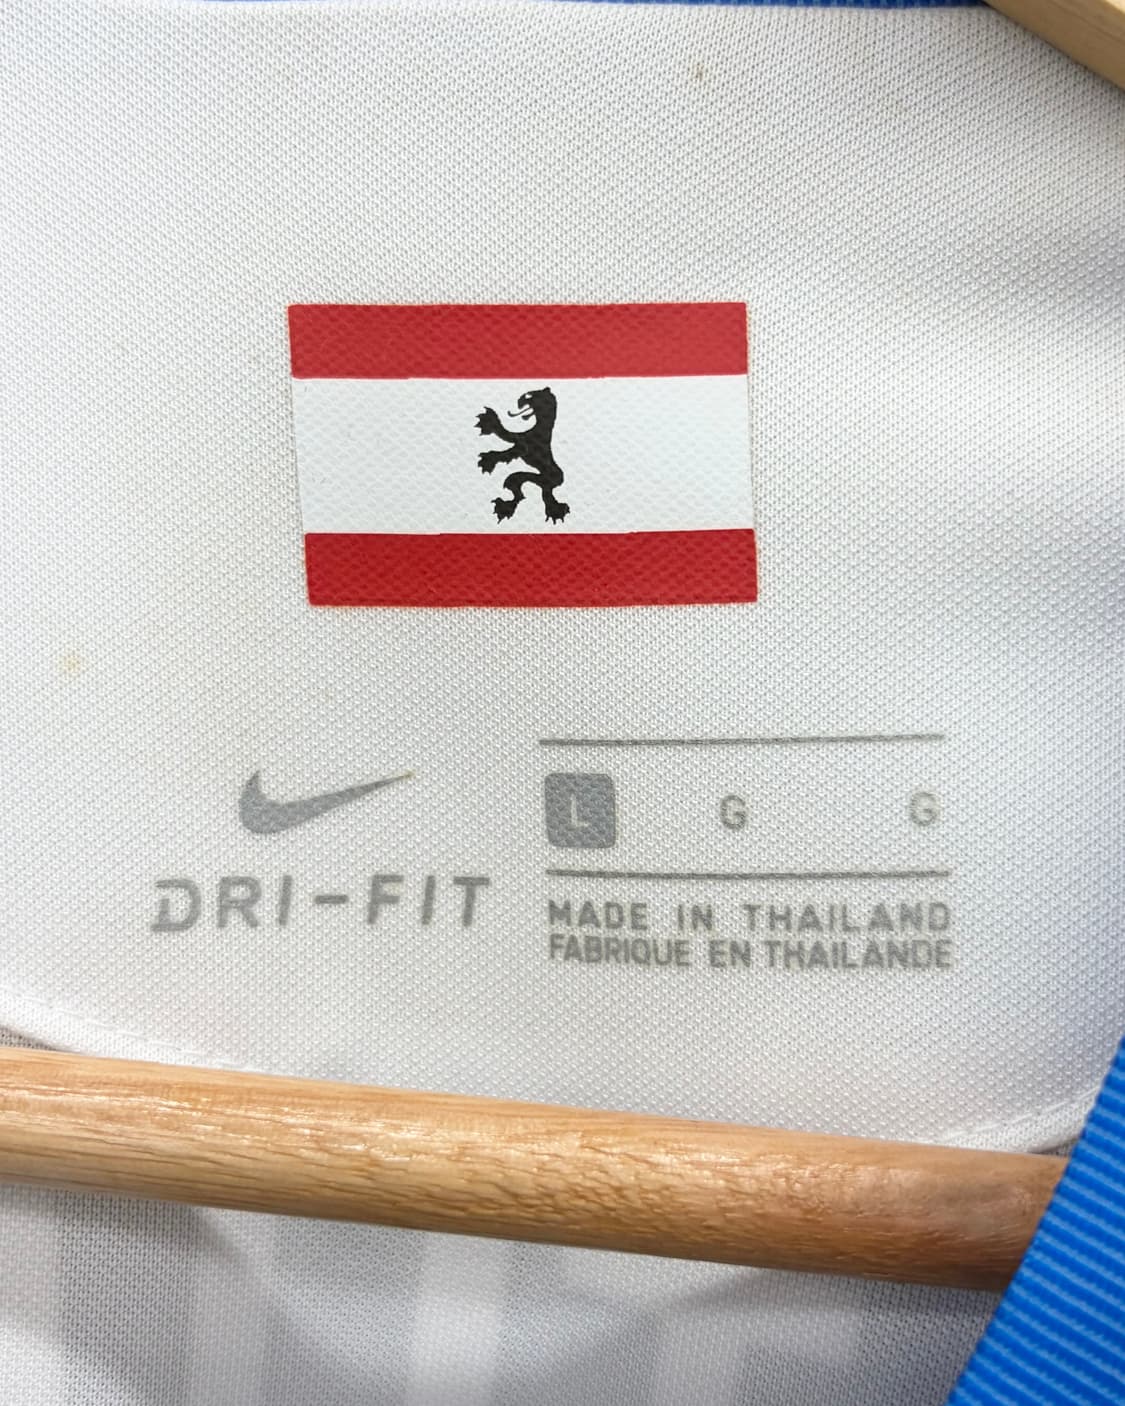 L G G
DRI-FIT
MADE IN THAILAND
FABRIQUE EN THAILANDE